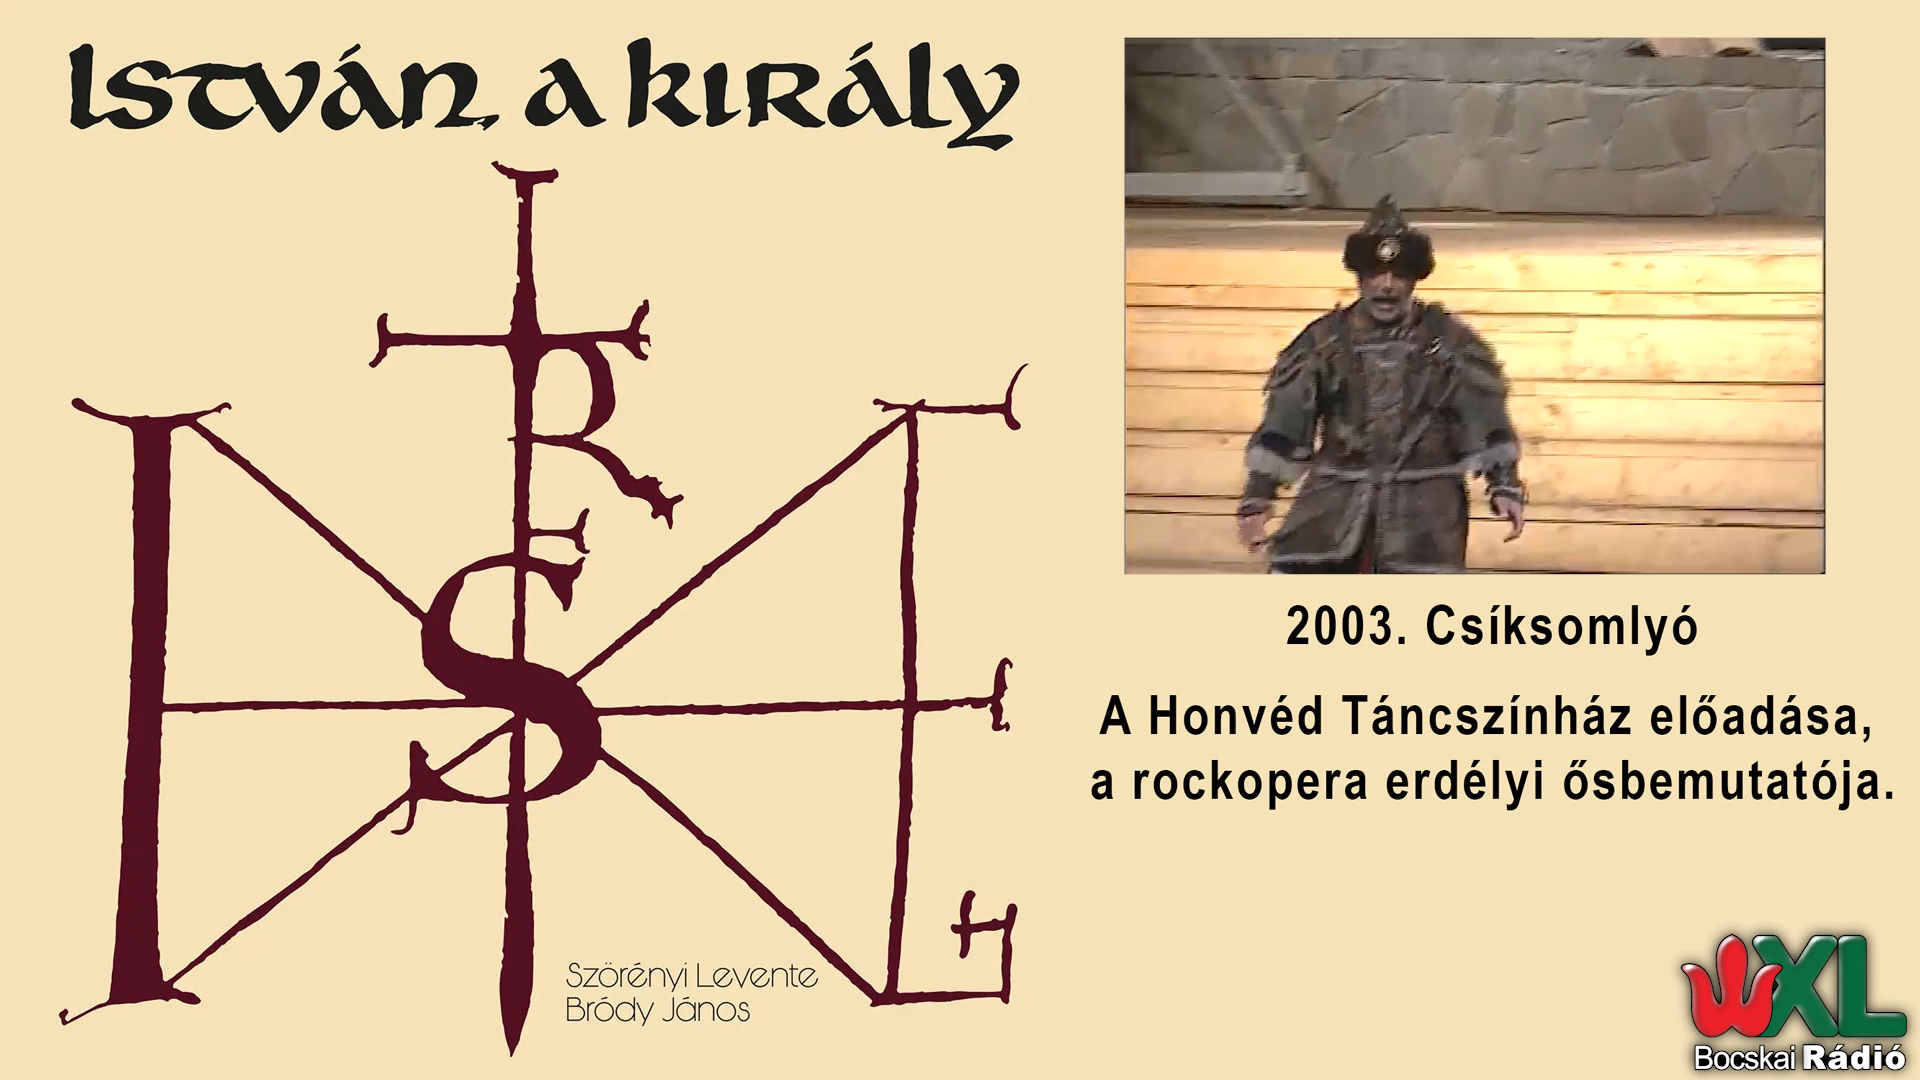 István, a király
Szörényi Levente
Bródy János
2003. Csíksomlyó
A Honvéd Táncszínház előadása,
a rockopera erdélyi ősbemutatója.
XL
Bocskai Rádió